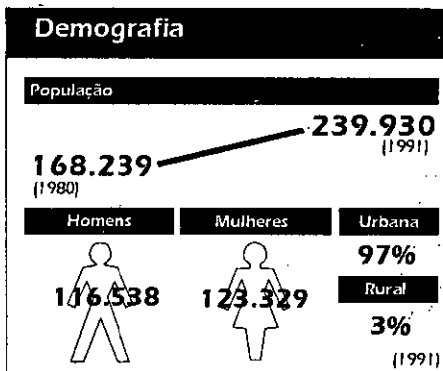 Demografia
População
239.930
(1991)
168.239
(1980)
Homens
Mulheres
Urbana
116.538
123.329
97%
Rural
3%
(1991)